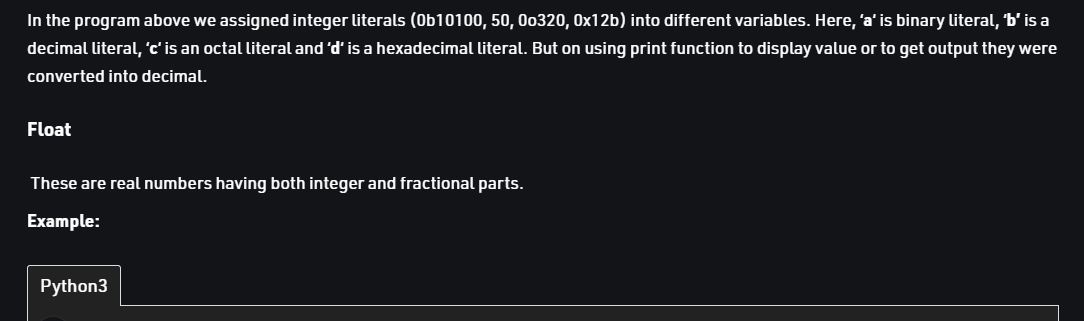 In the program above we assigned integer literals (0b10100, 50, 0o320, 0x12b) into different variables. Here, ‘a‘ is binary literal, ‘b’ is a
decimal literal, ‘c‘ is an octal literal and ‘d‘ is a hexadecimal literal. But on using print function to display value or to get output they were
converted into decimal.
Float
These are real numbers having both integer and fractional parts.
Example:
Python3